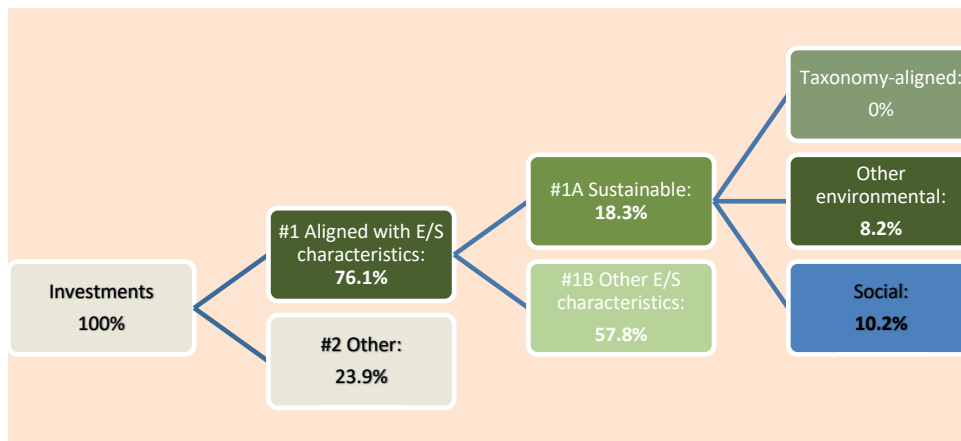 Investments
100%
#1 Aligned with E/S
characteristics:
76.1%
#2 Other:
23.9%
#1A Sustainable:
18.3%
#1B Other E/S
characteristics:
57.8%
Taxonomy-aligned:
0%
Other
environmental:
8.2%
Social:
10.2%